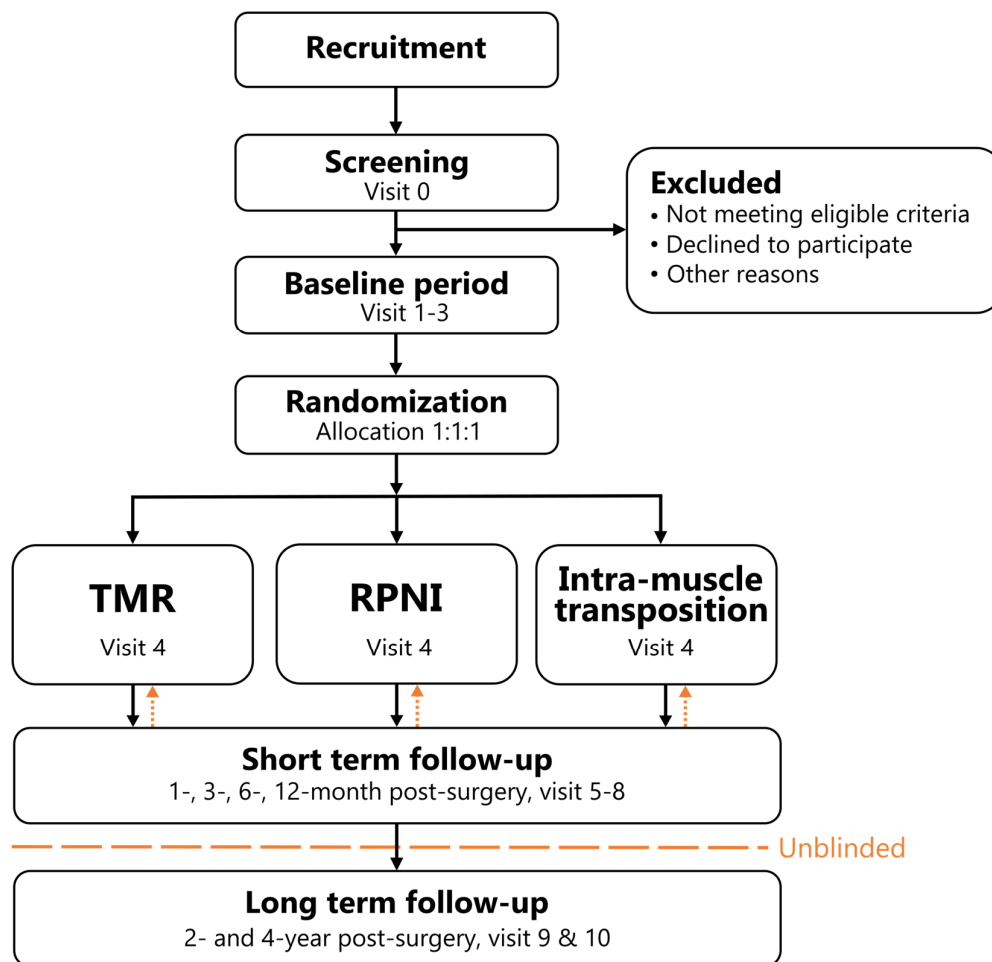 Recruitment
Screening
Visit 0
Excluded
• Not meeting eligible criteria
• Declined to participate
• Other reasons
Baseline period
Visit 1-3
Randomization
Allocation 1:1:1
TMR
Visit 4
RPNI
Visit 4
Intra-muscle
transposition
Visit 4
Short term follow-up
1-, 3-, 6-, 12-month post-surgery, visit 5-8
Unblinded
Long term follow-up
2- and 4-year post-surgery, visit 9 & 10